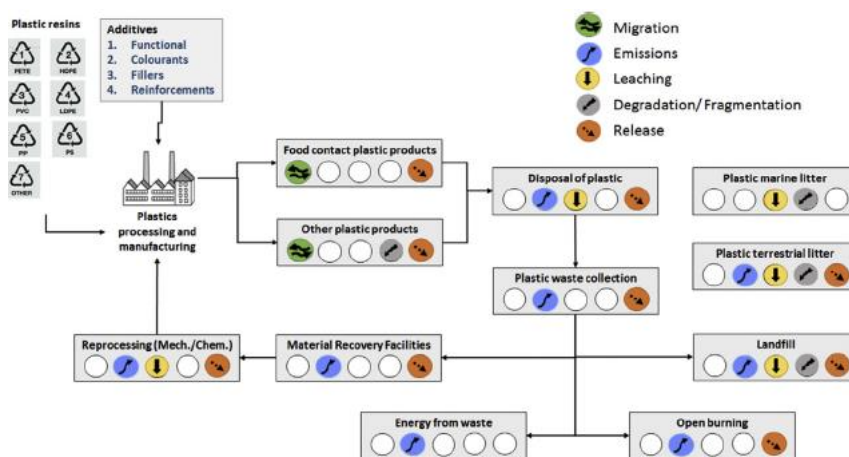 Plastic resins
1
PETE
2
HDPE
3
PVC
4
LDPE
5
PP
6
PS
7
OTHER
Additives
1. Functional
2. Colourants
3. Fillers
4. Reinforcements
Migration
Emissions
Leaching
Degradation/ Fragmentation
Release
Plastics
processing and
manufacturing
Food contact plastic products
Other plastic products
Disposal of plastic
Plastic marine litter
Plastic terrestrial litter
Plastic waste collection
Reprocessing (Mech./Chem.)
Material Recovery Facilities
Landfill
Energy from waste
Open burning